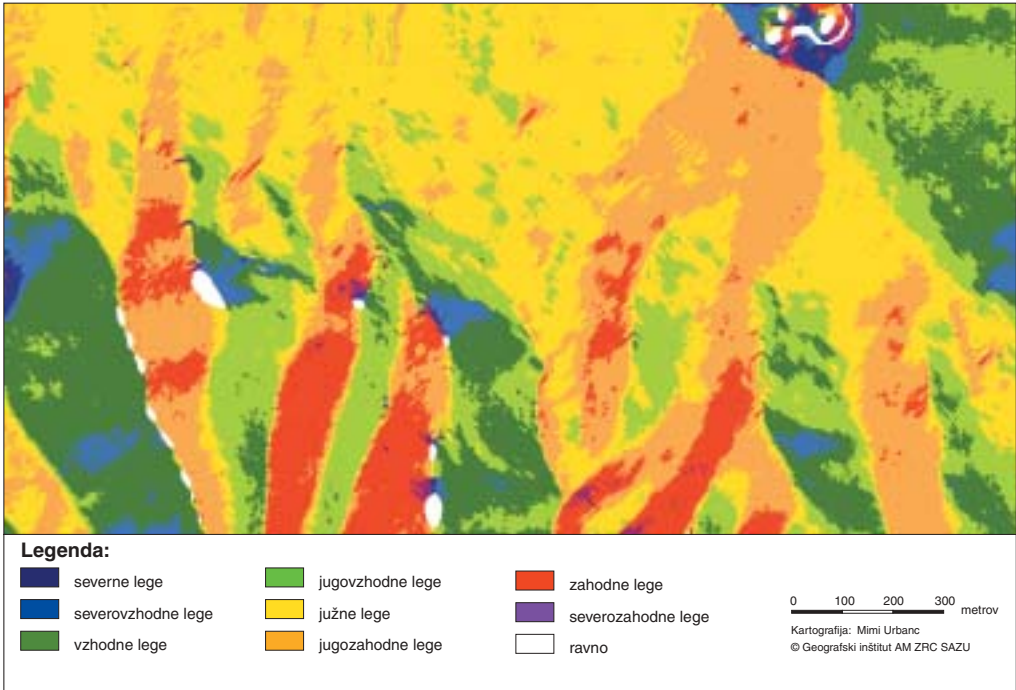 Legenda:
severne lege
severovzhodne lege
vzhodne lege
jugovzhodne lege
južne lege
jugozahodne lege
zahodne lege
severozahodne lege
ravno
0 100 200 300 metrov
Kartografija: Mimi Urbanc
© Geografski inštitut AM ZRC SAZU